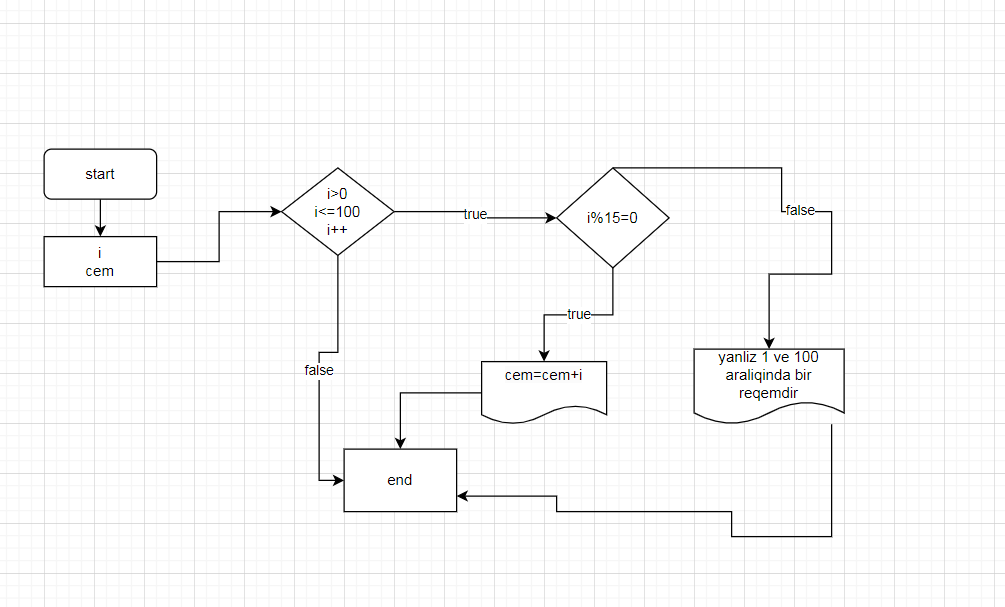 start
i
cem
i>0
i<=100
i++
true
i%15=0
false
true
false
cem=cem+i
yanliz 1 ve 100
araliqinda bir
reqemdir
end